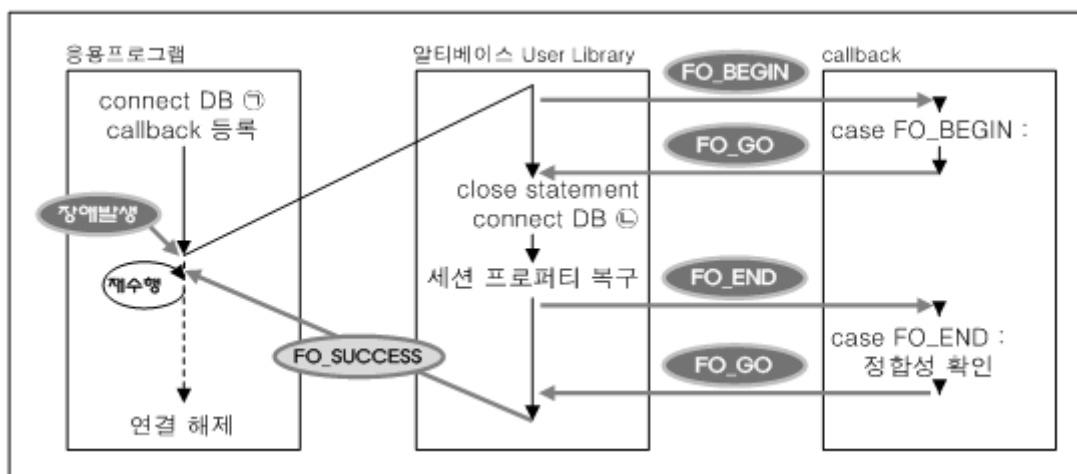 응용프로그램
connect DB ㉠
callback 등록
장애발생
재수행
연결 해제
알티베이스 User Library
close statement
connect DB ㉡
세션 프로퍼티 복구
FO_SUCCESS
FO_BEGIN
FO_GO
FO_END
FO_GO
callback
case FO_BEGIN :
case FO_END :
정합성 확인